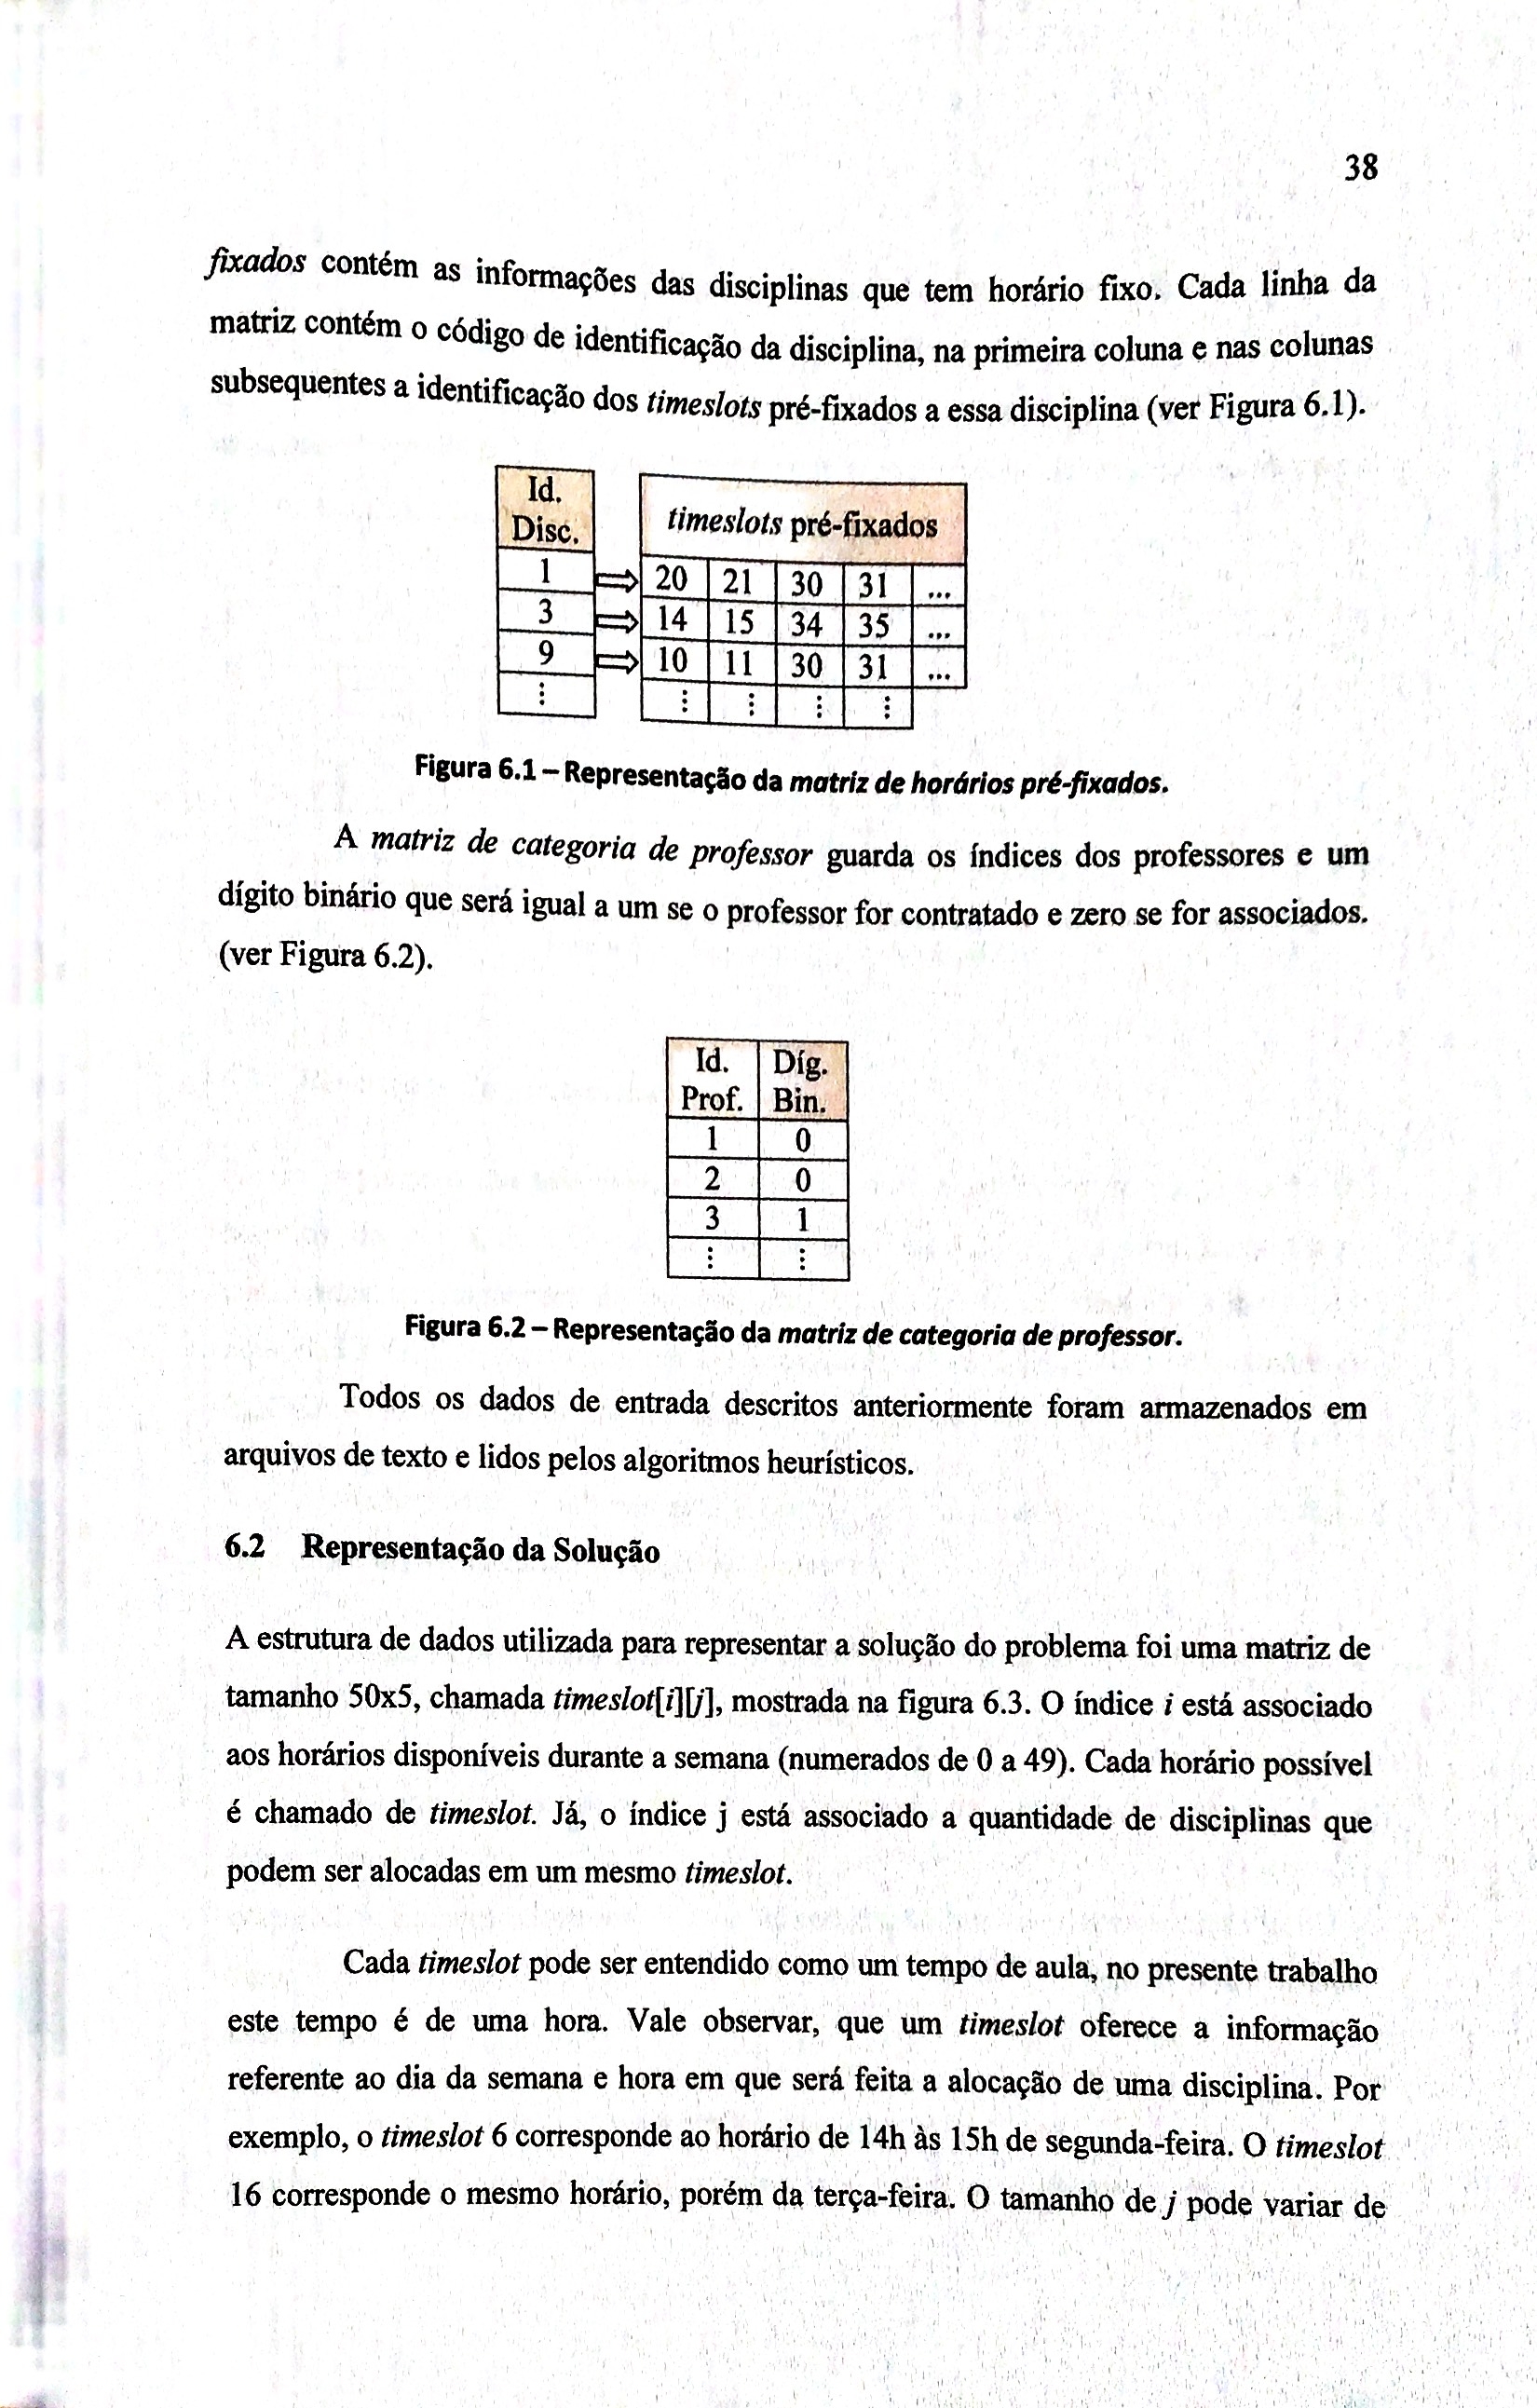 38
fixados contém as informações das disciplinas que tem horário fixo. Cada linha da
matriz contém o código de identificação da disciplina, na primeira coluna e nas colunas
subsequentes a identificação dos timeslots pré-fixados a essa disciplina (ver Figura 6.1).
Id.
Disc.
timeslots pré-fixados
1 ⇒ 20 21 30 31 ...
3 ⇒ 14 15 34 35 ...
9 ⇒ 10 11 30 31 ...
⋮ ⋮ ⋮ ⋮ ⋮
Figura 6.1 – Representação da matriz de horários pré-fixados.
A matriz de categoria de professor guarda os índices dos professores e um
dígito binário que será igual a um se o professor for contratado e zero se for associados.
(ver Figura 6.2).
Id. Díg.
Prof. Bin.
1 0
2 0
3 1
⋮ ⋮
Figura 6.2 – Representação da matriz de categoria de professor.
Todos os dados de entrada descritos anteriormente foram armazenados em
arquivos de texto e lidos pelos algoritmos heurísticos.
6.2 Representação da Solução
A estrutura de dados utilizada para representar a solução do problema foi uma matriz de
tamanho 50x5, chamada timeslot[i][j], mostrada na figura 6.3. O índice i está associado
aos horários disponíveis durante a semana (numerados de 0 a 49). Cada horário possível
é chamado de timeslot. Já, o índice j está associado a quantidade de disciplinas que
podem ser alocadas em um mesmo timeslot.
Cada timeslot pode ser entendido como um tempo de aula, no presente trabalho
este tempo é de uma hora. Vale observar, que um timeslot oferece a informação
referente ao dia da semana e hora em que será feita a alocação de uma disciplina. Por
exemplo, o timeslot 6 corresponde ao horário de 14h às 15h de segunda-feira. O timeslot
16 corresponde o mesmo horário, porém da terça-feira. O tamanho de j pode variar de